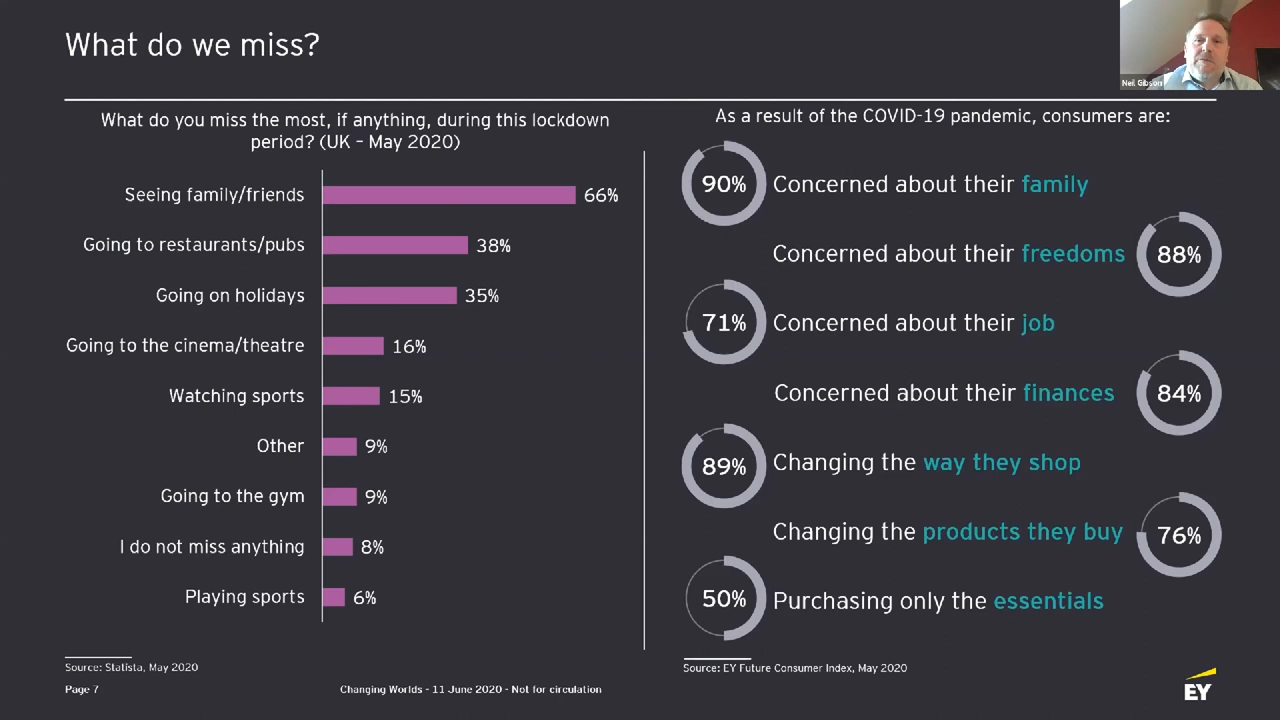 What do we miss?
Neil Gibson
What do you miss the most, if anything, during this lockdown
period? (UK – May 2020)
Seeing family/friends 66%
Going to restaurants/pubs 38%
Going on holidays 35%
Going to the cinema/theatre 16%
Watching sports 15%
Other 9%
Going to the gym 9%
I do not miss anything 8%
Playing sports 6%
Source: Statista, May 2020
As a result of the COVID-19 pandemic, consumers are:
90% Concerned about their family
Concerned about their freedoms 88%
71% Concerned about their job
Concerned about their finances 84%
89% Changing the way they shop
Changing the products they buy 76%
50% Purchasing only the essentials
Source: EY Future Consumer Index, May 2020
Page 7
Changing Worlds - 11 June 2020 - Not for circulation
EY